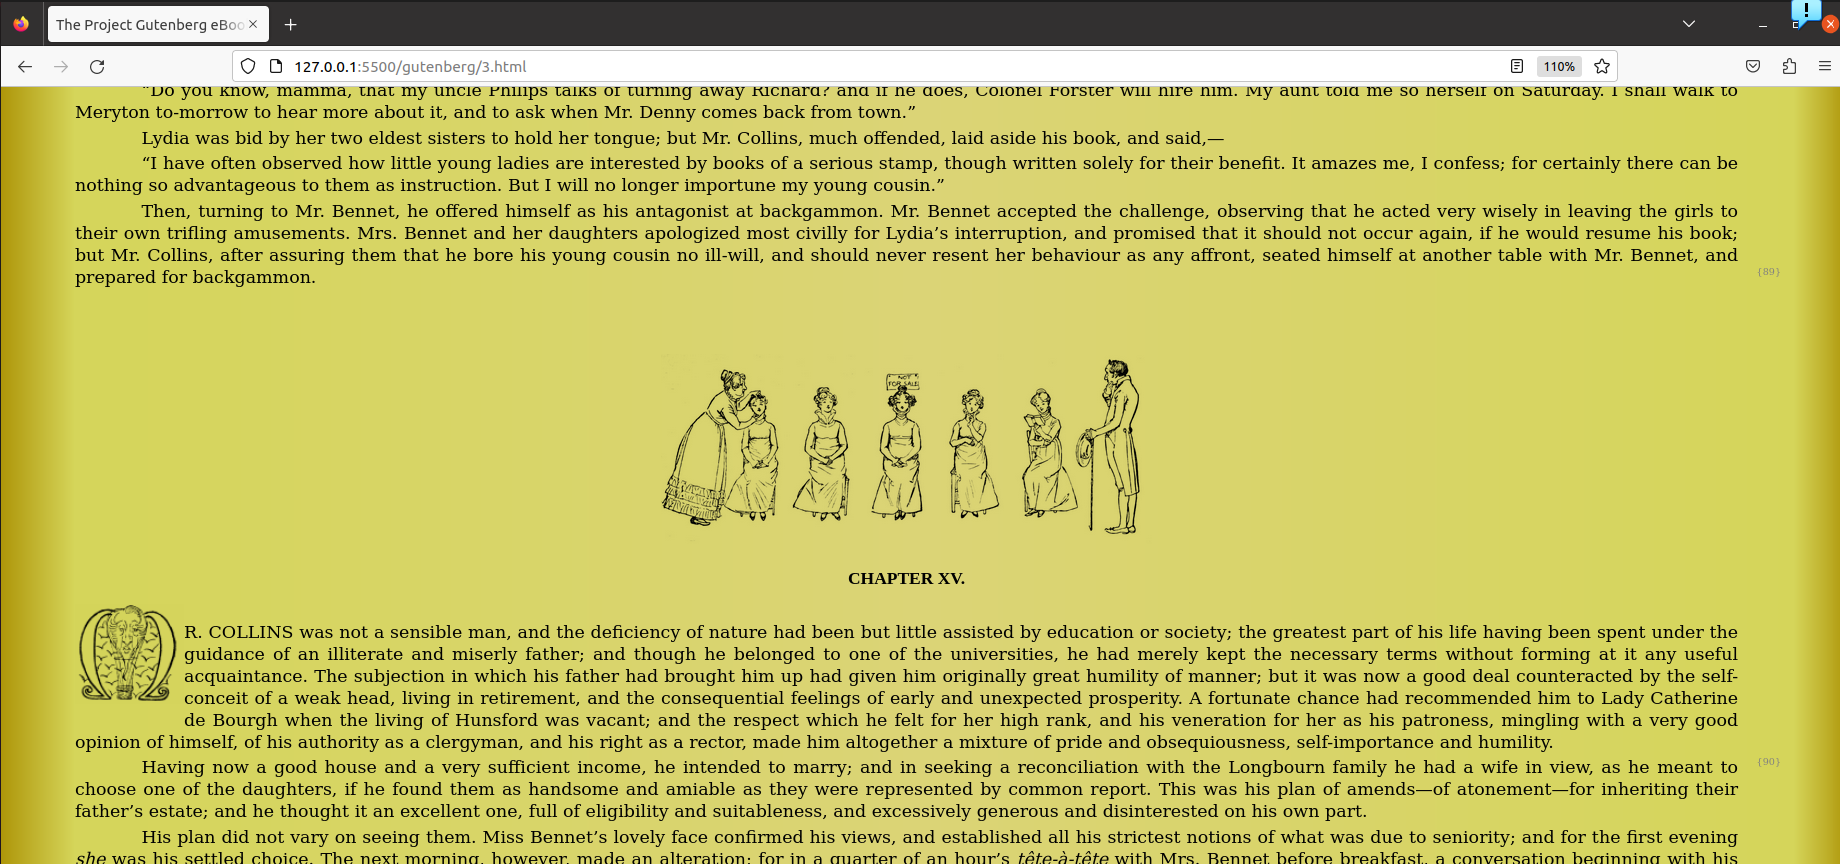 The Project Gutenberg eBoo
127.0.0.1:5500/gutenberg/3.html
110%
“Do you know, mamma, that my uncle Philips talks of turning away Richard? and if he does, Colonel Forster will hire him. My aunt told me so herself on Saturday. I shall walk to
Meryton to-morrow to hear more about it, and to ask when Mr. Denny comes back from town.”
Lydia was bid by her two eldest sisters to hold her tongue; but Mr. Collins, much offended, laid aside his book, and said,—
“I have often observed how little young ladies are interested by books of a serious stamp, though written solely for their benefit. It amazes me, I confess; for certainly there can be
nothing so advantageous to them as instruction. But I will no longer importune my young cousin.”
Then, turning to Mr. Bennet, he offered himself as his antagonist at backgammon. Mr. Bennet accepted the challenge, observing that he acted very wisely in leaving the girls to
their own trifling amusements. Mrs. Bennet and her daughters apologized most civilly for Lydia’s interruption, and promised that it should not occur again, if he would resume his book;
but Mr. Collins, after assuring them that he bore his young cousin no ill-will, and should never resent her behaviour as any affront, seated himself at another table with Mr. Bennet, and
prepared for backgammon.
{89}
NOT
FOR SALE
CHAPTER XV.
M
R. COLLINS was not a sensible man, and the deficiency of nature had been but little assisted by education or society; the greatest part of his life having been spent under the
guidance of an illiterate and miserly father; and though he belonged to one of the universities, he had merely kept the necessary terms without forming at it any useful
acquaintance. The subjection in which his father had brought him up had given him originally great humility of manner; but it was now a good deal counteracted by the self-
conceit of a weak head, living in retirement, and the consequential feelings of early and unexpected prosperity. A fortunate chance had recommended him to Lady Catherine
de Bourgh when the living of Hunsford was vacant; and the respect which he felt for her high rank, and his veneration for her as his patroness, mingling with a very good
opinion of himself, of his authority as a clergyman, and his right as a rector, made him altogether a mixture of pride and obsequiousness, self-importance and humility.
Having now a good house and a very sufficient income, he intended to marry; and in seeking a reconciliation with the Longbourn family he had a wife in view, as he meant to
{90}
choose one of the daughters, if he found them as handsome and amiable as they were represented by common report. This was his plan of amends—of atonement—for inheriting their
father’s estate; and he thought it an excellent one, full of eligibility and suitableness, and excessively generous and disinterested on his own part.
His plan did not vary on seeing them. Miss Bennet’s lovely face confirmed his views, and established all his strictest notions of what was due to seniority; and for the first evening
she was his settled choice. The next morning, however, made an alteration; for in a quarter of an hour’s tête-à-tête with Mrs. Bennet before breakfast, a conversation beginning with his